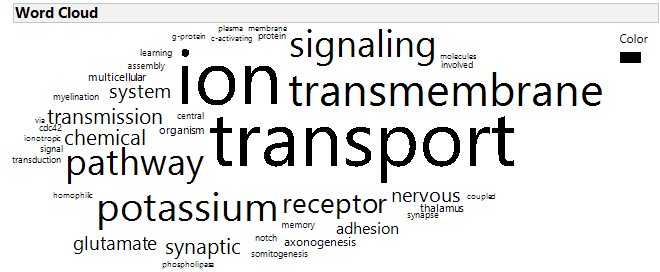 Word Cloud
Color
plasma membrane
g-protein c-activating protein
signaling
learning
molecules
involved
assembly
multicellular
ion
system
transmembrane
myelination
via
transmission
central
cdc42
organism
transport
ionotropic
chemical
signal
transduction
pathway
homophilic
potassium
receptor
nervous
coupled
thalamus
synapse
memory
adhesion
glutamate
synaptic
notch
axonogenesis
somitogenesis
phospholipase